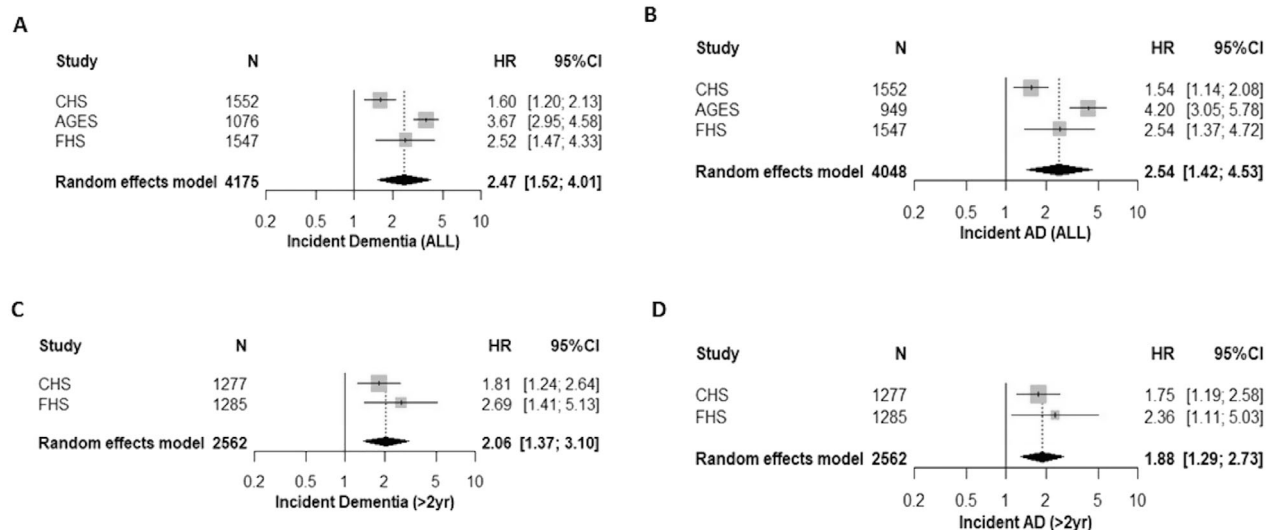 A
Study N HR 95%CI
CHS 1552 1.60 [1.20; 2.13]
AGES 1076 3.67 [2.95; 4.58]
FHS 1547 2.52 [1.47; 4.33]
Random effects model 4175 2.47 [1.52; 4.01]
0.2 0.5 1 2 5 10
Incident Dementia (ALL)
B
Study N HR 95%CI
CHS 1552 1.54 [1.14; 2.08]
AGES 949 4.20 [3.05; 5.78]
FHS 1547 2.54 [1.37; 4.72]
Random effects model 4048 2.54 [1.42; 4.53]
0.2 0.5 1 2 5 10
Incident AD (ALL)
C
Study N HR 95%CI
CHS 1277 1.81 [1.24; 2.64]
FHS 1285 2.69 [1.41; 5.13]
Random effects model 2562 2.06 [1.37; 3.10]
0.2 0.5 1 2 5 10
Incident Dementia (>2yr)
D
Study N HR 95%CI
CHS 1277 1.75 [1.19; 2.58]
FHS 1285 2.36 [1.11; 5.03]
Random effects model 2562 1.88 [1.29; 2.73]
0.2 0.5 1 2 5 10
Incident AD (>2yr)